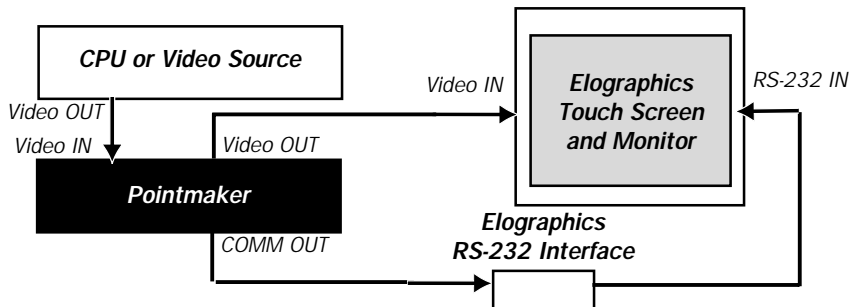 CPU or Video Source
Video OUT
Video IN
Pointmaker
Video OUT
COMM OUT
Video IN
Elographics
Touch Screen
and Monitor
RS-232 IN
Elographics
RS-232 Interface